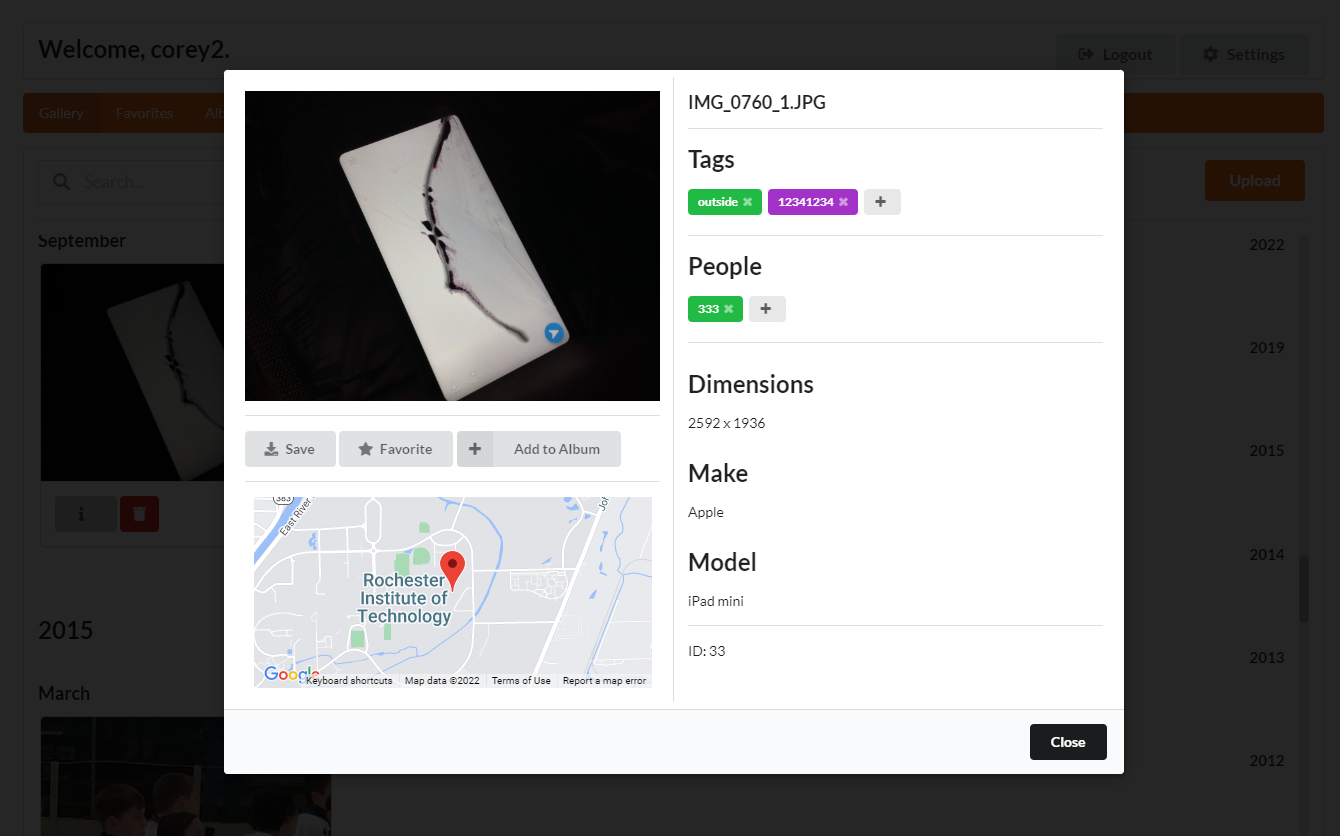 Welcome, corey2.
Logout
Settings
Gallery
Favorites
Alb
Search...
Upload
September
2022
2019
2015
2014
2013
2012
2015
March
IMG_0760_1.JPG
Tags
outside
12341234
People
333
Dimensions
2592 x 1936
Make
Apple
Model
iPad mini
ID: 33
Save
Favorite
Add to Album
383
East River
Joh
Rochester
Institute of
Technology
Google
Keyboard shortcuts
Map data ©2022
Terms of Use
Report a map error
Close